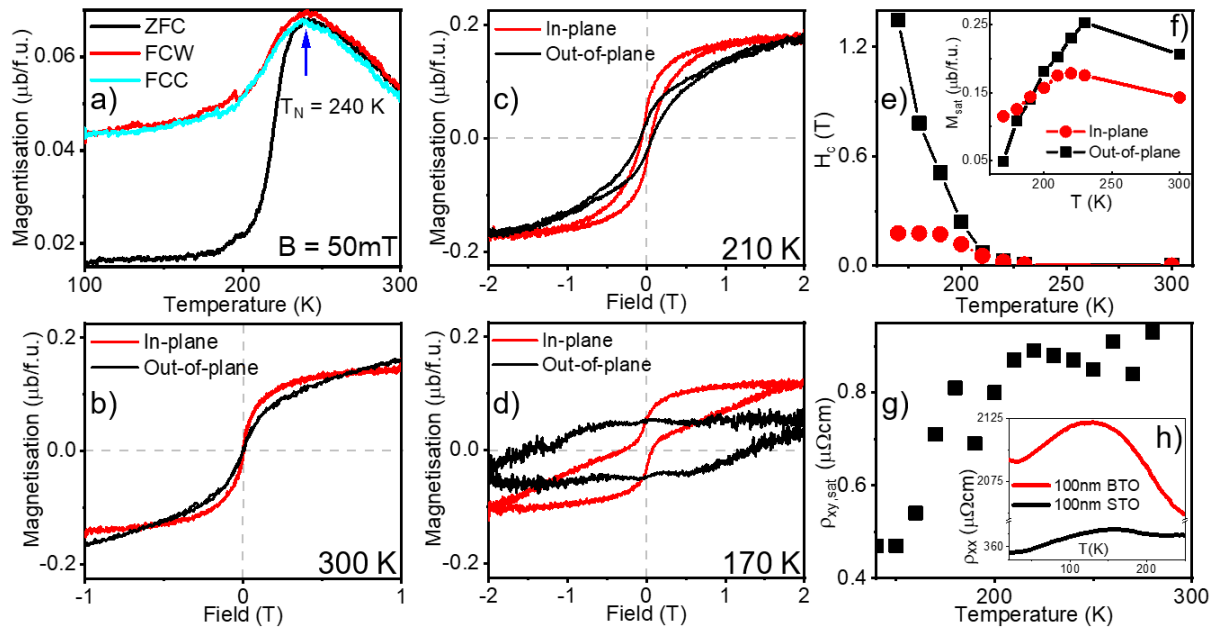 ZFC
FCW
FCC
a)
T_N = 240 K
B = 50mT
0.06
0.04
0.02
100
200
300
Magentisation (μb/f.u.)
Temperature (K)
In-plane
Out-of-plane
c)
210 K
0.2
0.0
-0.2
-2
-1
0
1
2
Magnetisation (μb/f.u.)
Field (T)
1.2
0.6
0.0
200
250
300
H_c (T)
Temperature (K)
e)
f)
0.25
0.15
0.05
M_sat (μb/f.u.)
In-plane
Out-of-plane
200
250
300
T (K)
In-plane
Out-of-plane
b)
300 K
0.2
0.0
-0.2
-1
0
1
Magnetisation (μb/f.u.)
Field (T)
In-plane
Out-of-plane
d)
170 K
0.2
0.0
-0.2
-2
-1
0
1
2
Magnetisation (μb/f.u.)
Field (T)
g)
0.8
0.4
200
250
300
ρ_xy,sat (μΩcm)
Temperature (K)
h)
2125
2075
360
ρ_xx (μΩcm)
100nm BTO
100nm STO
T(K)
100
200